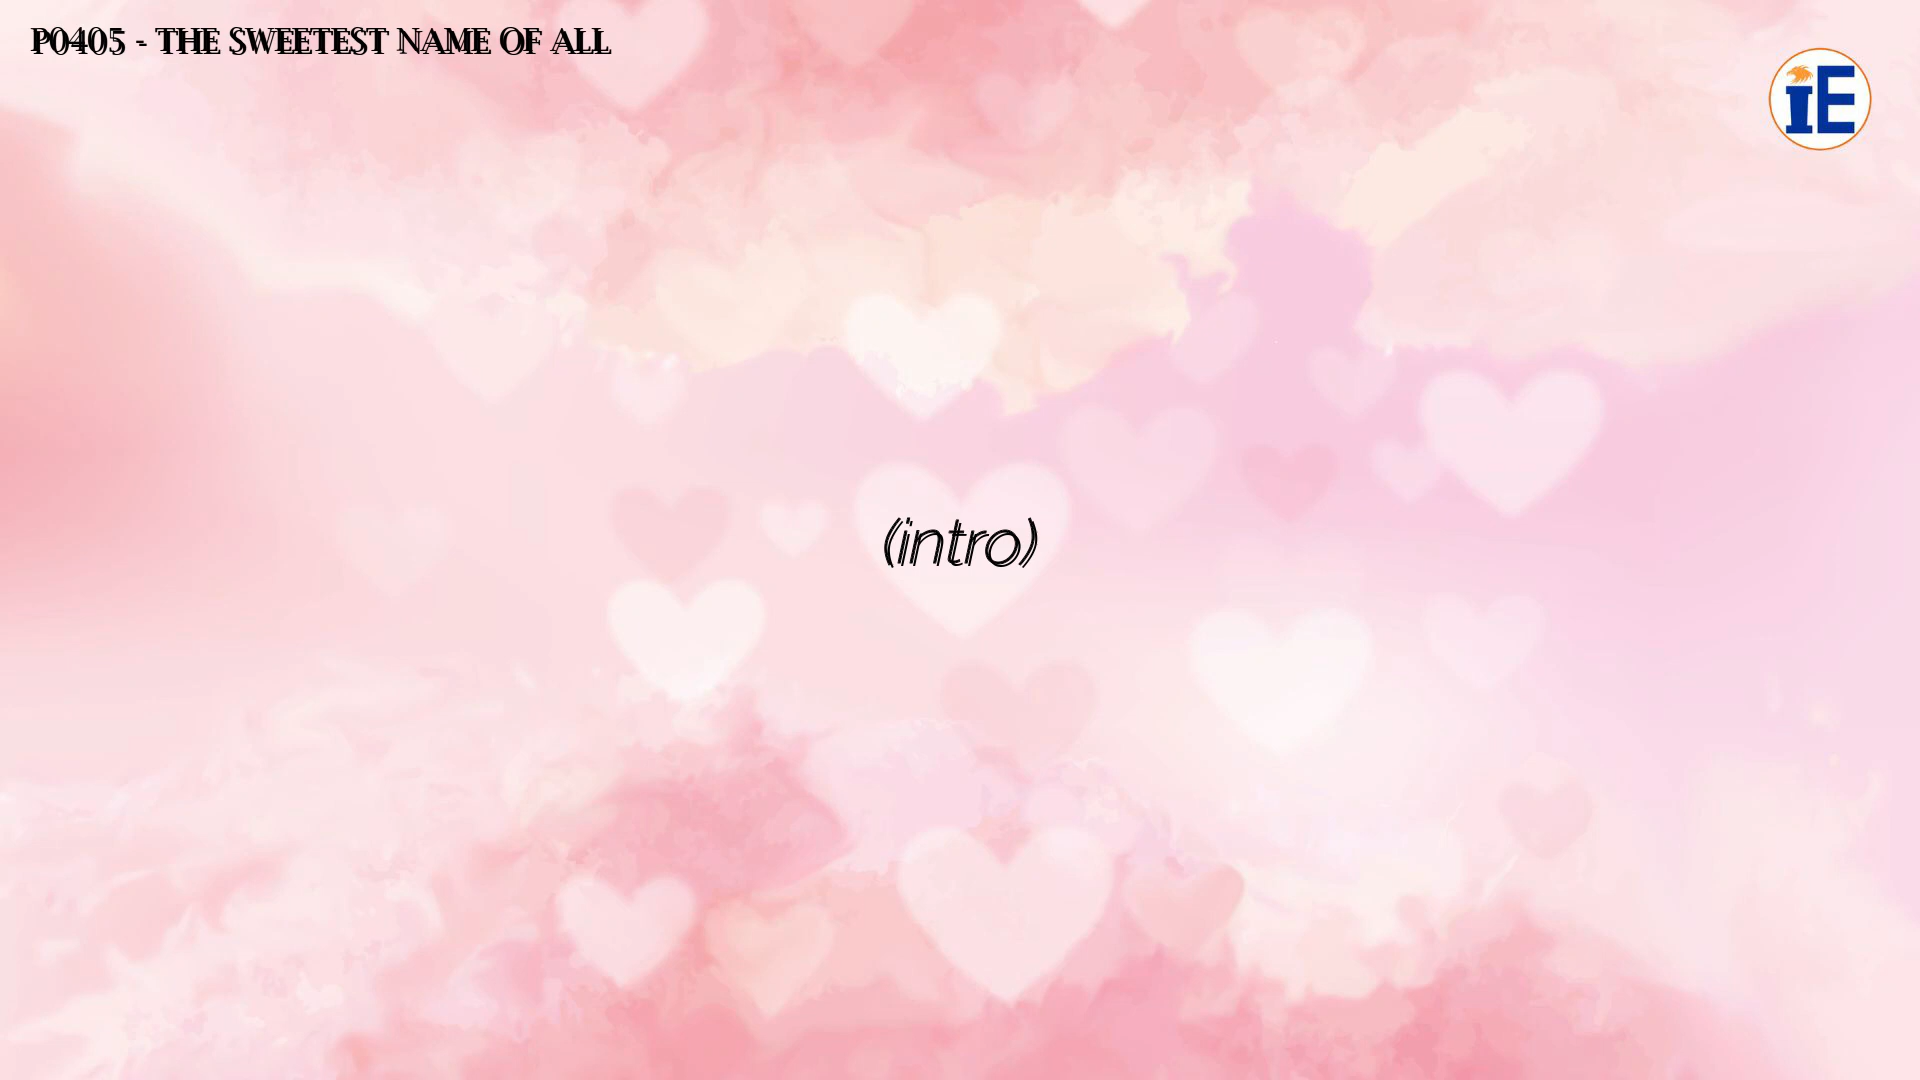 P0405 - THE SWEETEST NAME OF ALL
IE
(intro)